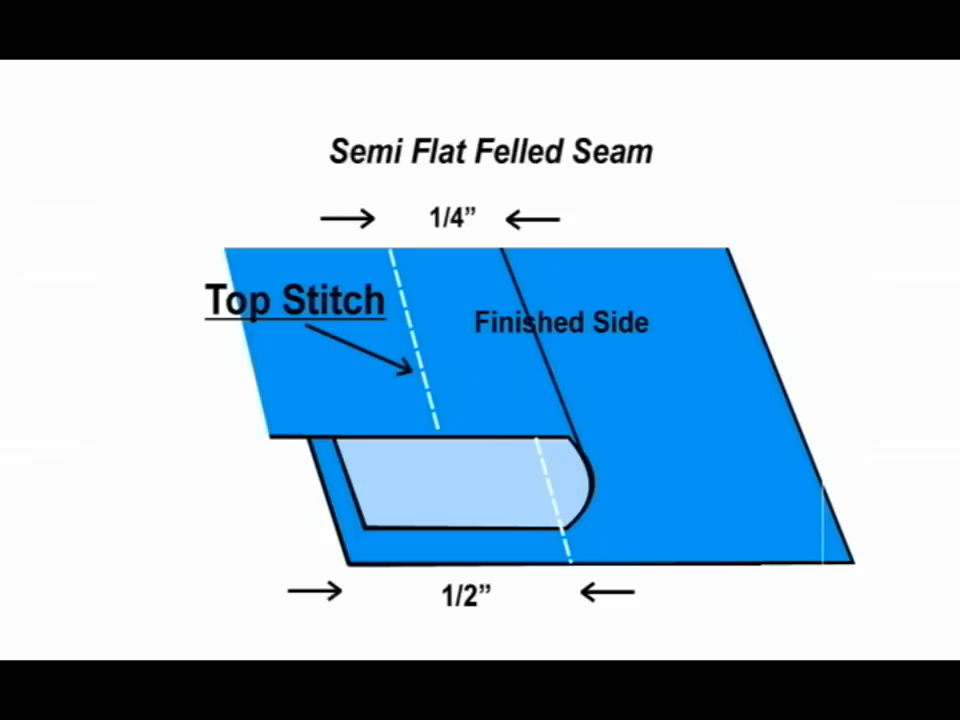 Semi Flat Felled Seam
1/4”
Top Stitch
Finished Side
1/2”